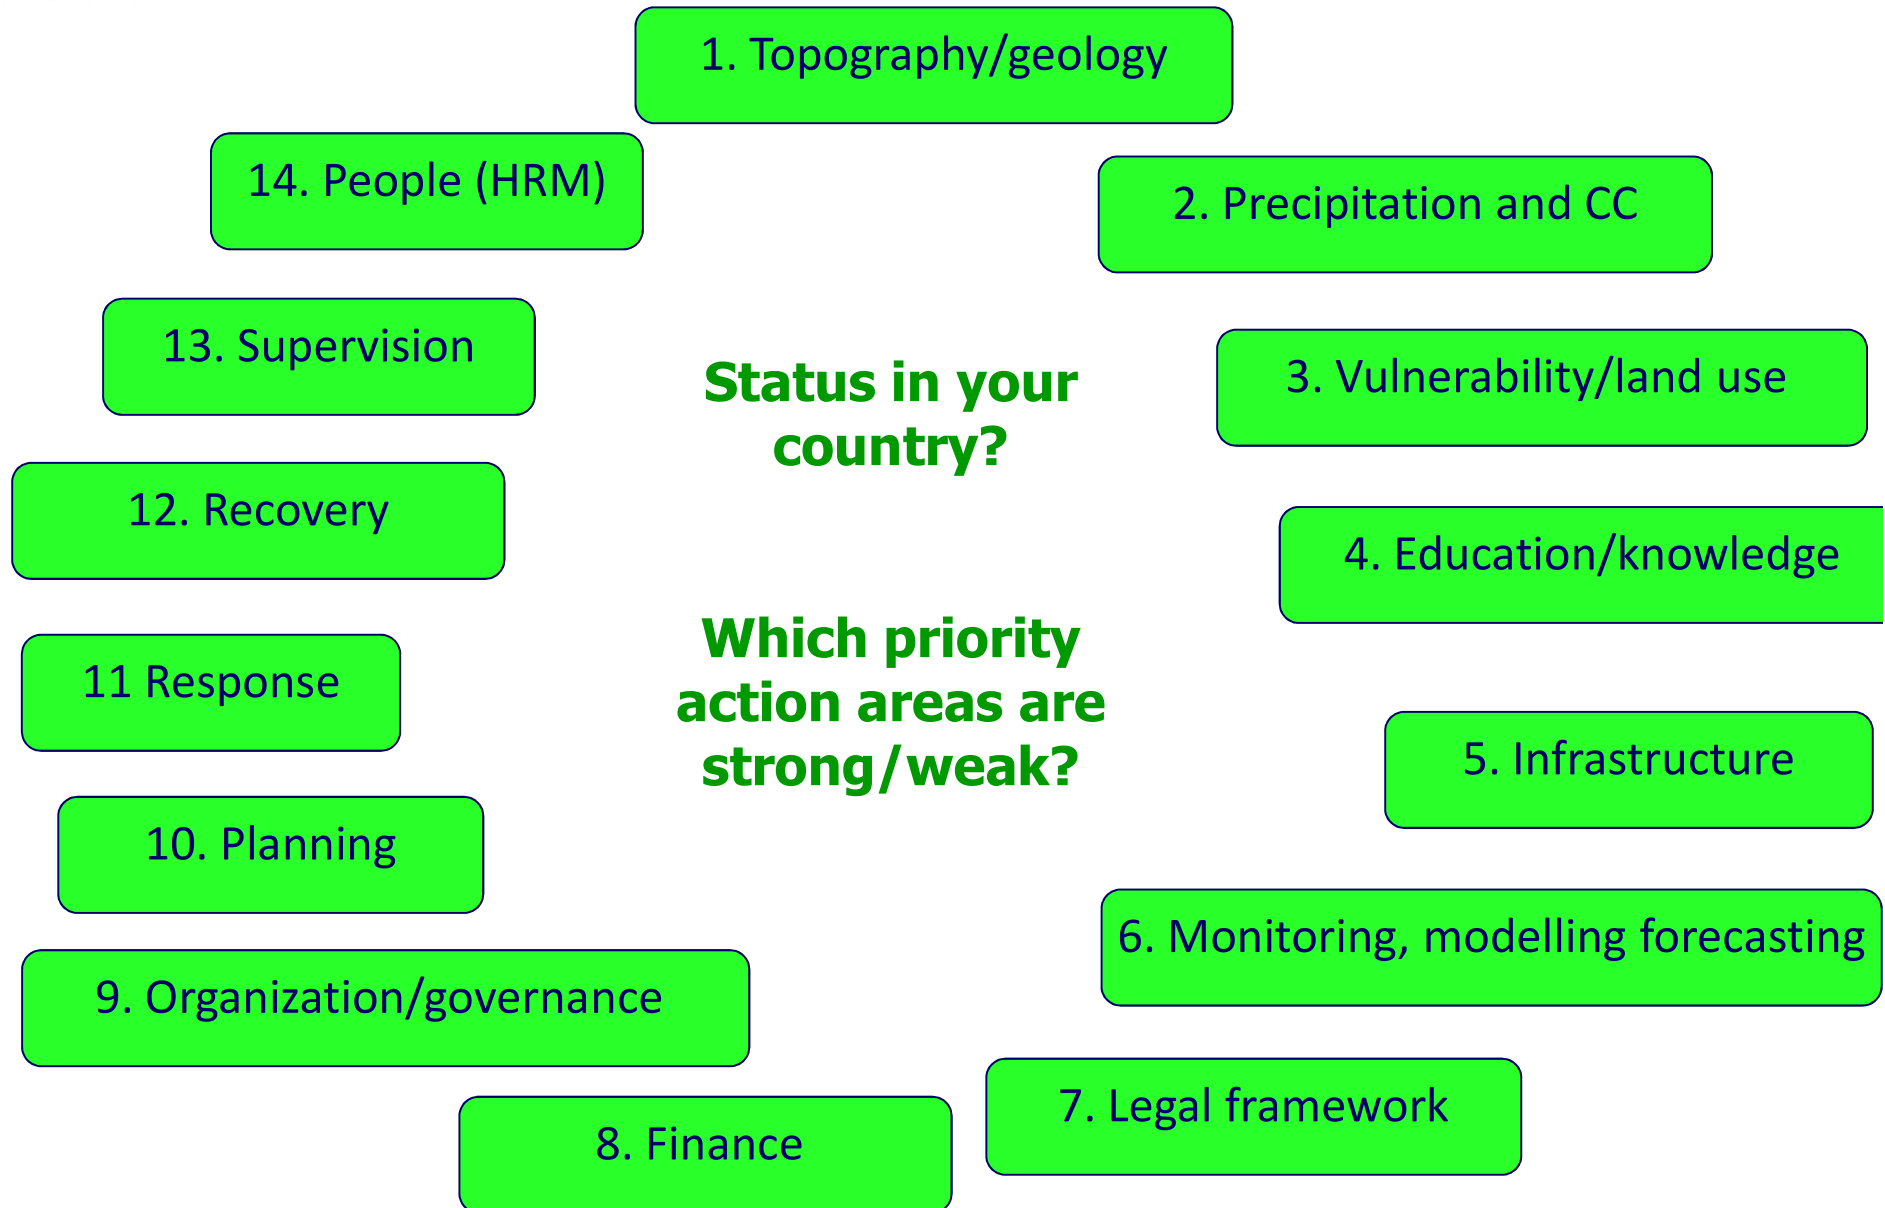 1. Topography/geology
2. Precipitation and CC
3. Vulnerability/land use
4. Education/knowledge
5. Infrastructure
6. Monitoring, modelling forecasting
7. Legal framework
8. Finance
9. Organization/governance
10. Planning
11 Response
12. Recovery
13. Supervision
14. People (HRM)
Status in your
country?
Which priority
action areas are
strong/weak?